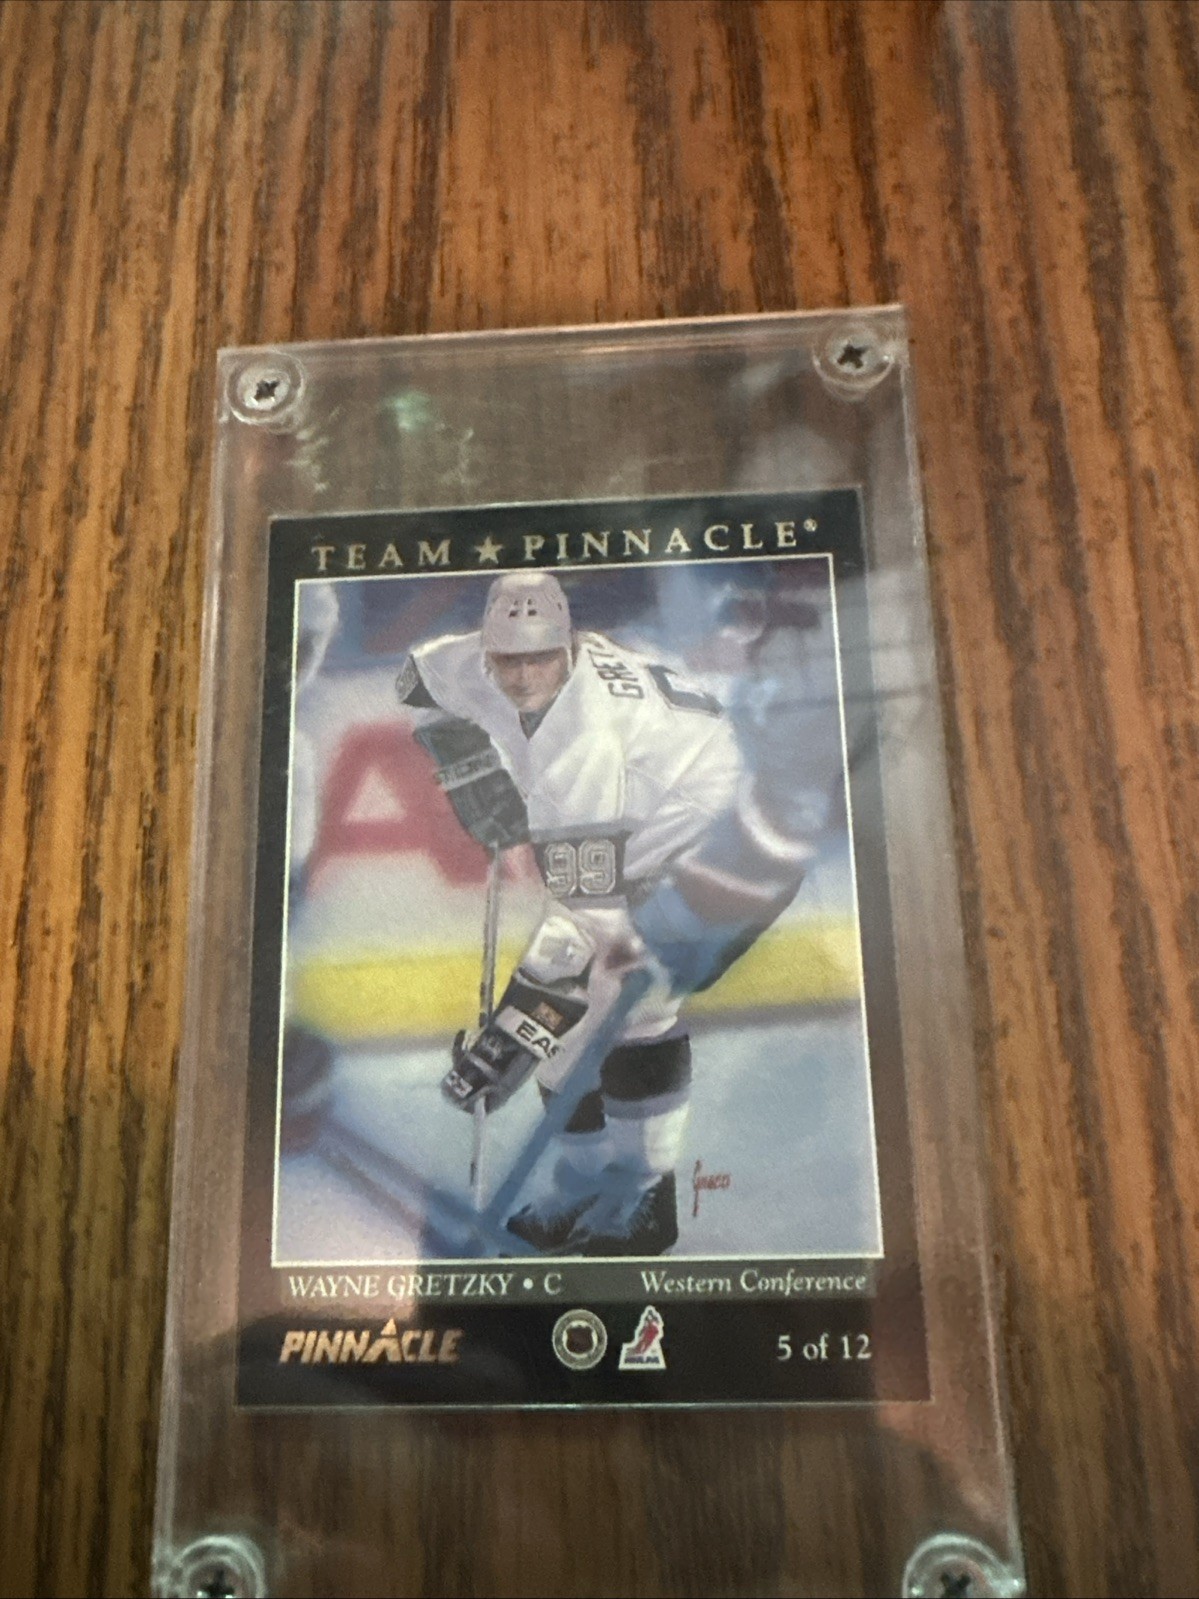 TEAM ★ PINNACLE®
GRETZ
99
EAS
WAYNE GRETZKY • C Western Conference
PINNACLE
5 of 12